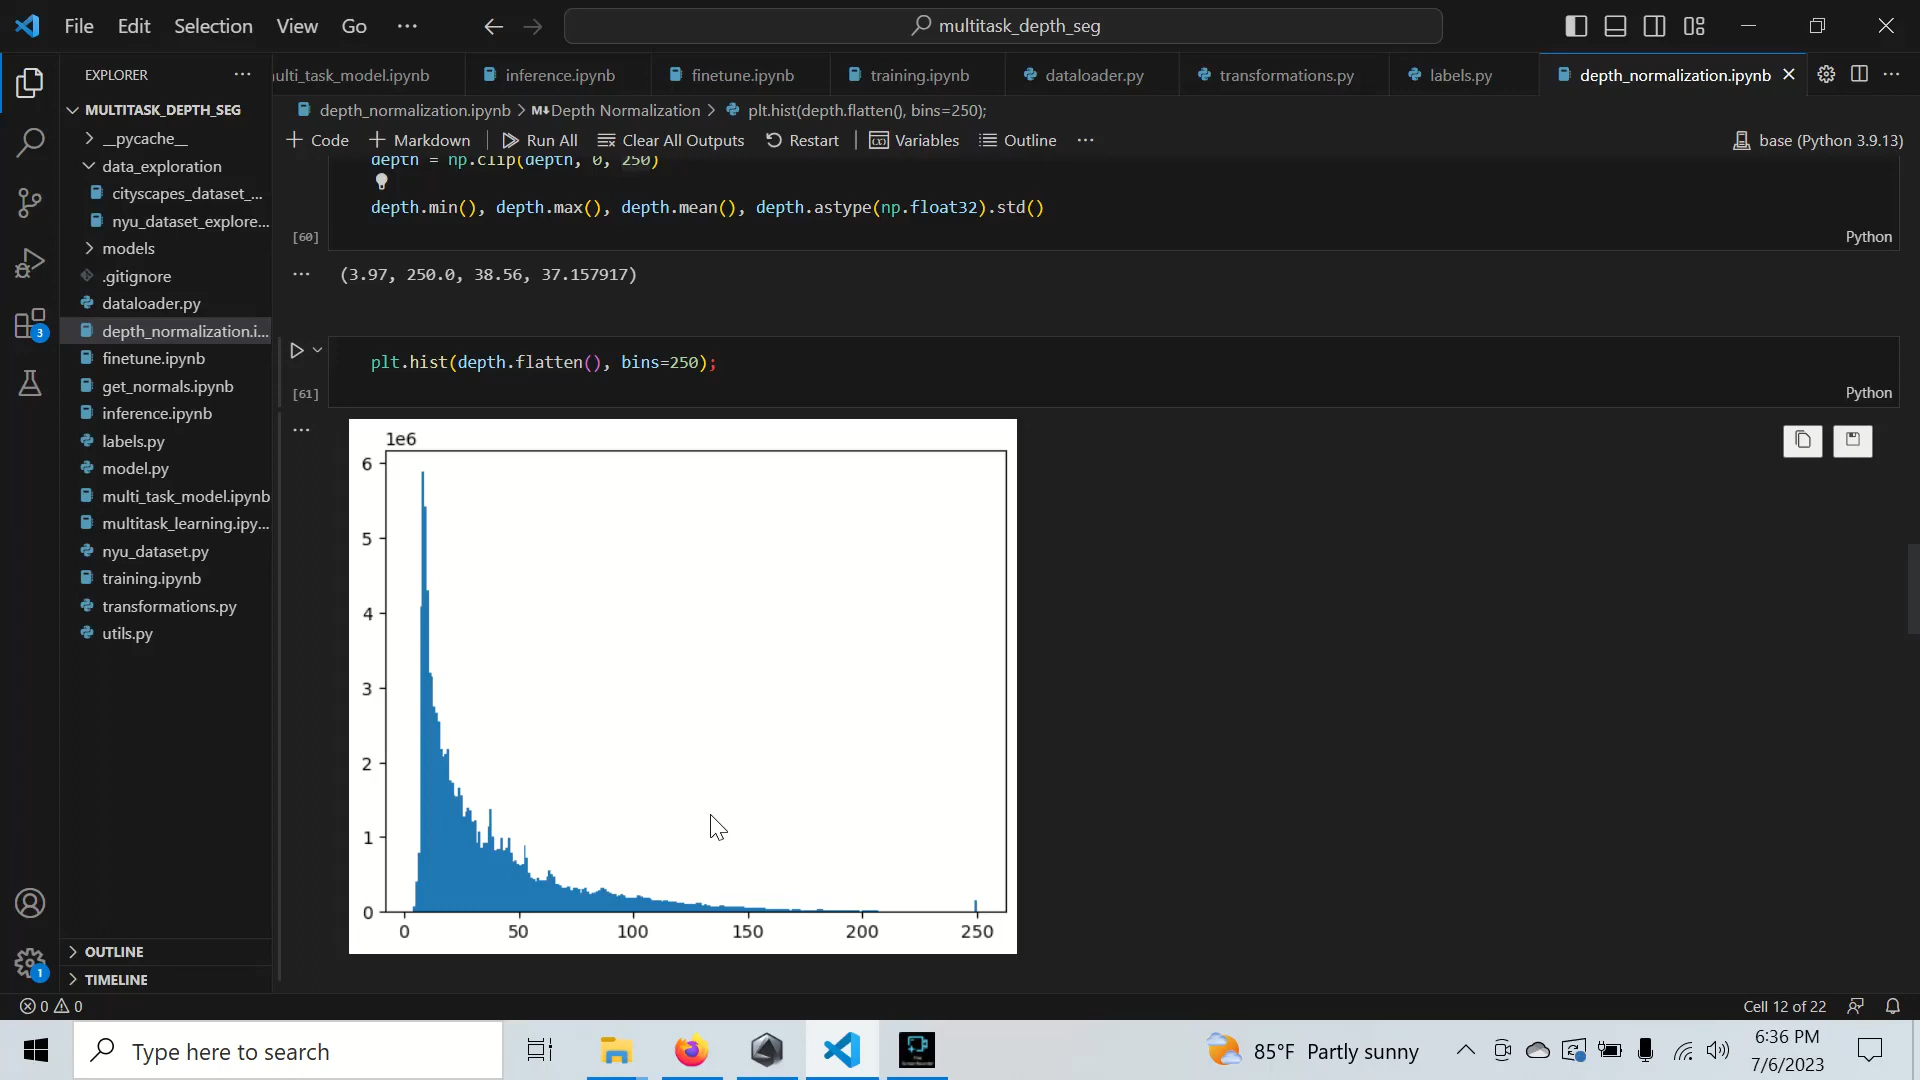 File Edit Selection View Go ··· multitask_depth_seg
EXPLORER ···
ulti_task_model.ipynb inference.ipynb finetune.ipynb training.ipynb dataloader.py transformations.py labels.py depth_normalization.ipynb
MULTITASK_DEPTH_SEG
depth_normalization.ipynb > M↓Depth Normalization > plt.hist(depth.flatten(), bins=250);
+ Code + Markdown Run All Clear All Outputs Restart Variables Outline ··· base (Python 3.9.13)
__pycache__
data_exploration
cityscapes_dataset_...
nyu_dataset_explore...
models
.gitignore
dataloader.py
depth_normalization.i...
finetune.ipynb
get_normals.ipynb
inference.ipynb
labels.py
model.py
multi_task_model.ipynb
multitask_learning.ipy...
nyu_dataset.py
training.ipynb
transformations.py
utils.py
OUTLINE
TIMELINE
depth = np.clip(depth, 0, 250)
depth.min(), depth.max(), depth.mean(), depth.astype(np.float32).std()
[60] Python
(3.97, 250.0, 38.56, 37.157917)
plt.hist(depth.flatten(), bins=250);
[61] Python
1e6
6
5
4
3
2
1
0
0 50 100 150 200 250
3
1
0 0 Cell 12 of 22
Type here to search 85°F Partly sunny 6:36 PM
7/6/2023